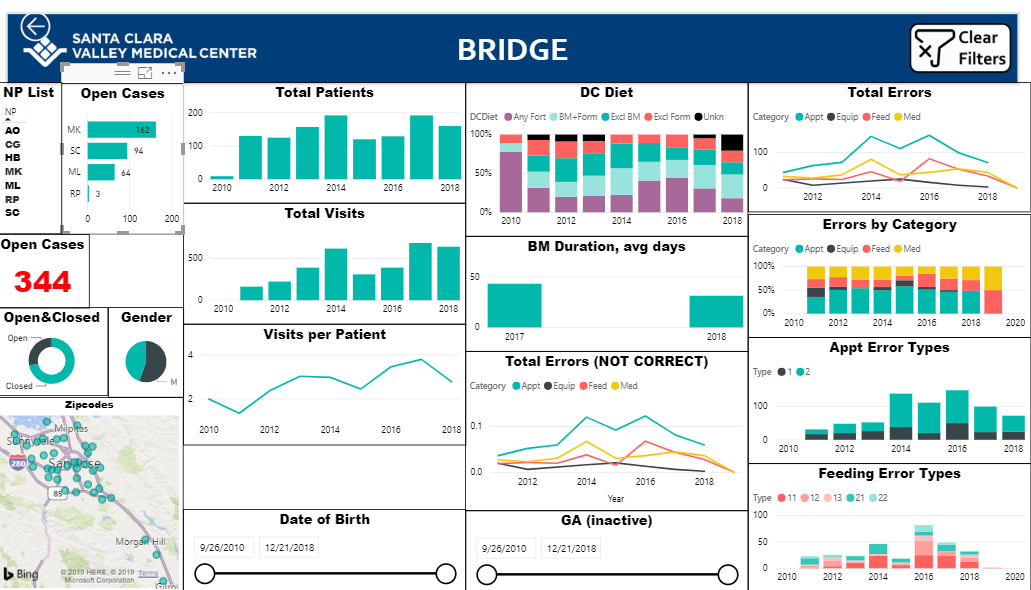 SANTA CLARA
VALLEY MEDICAL CENTER
BRIDGE
Clear
Filters
NP List
NP
AO
CG
HB
MK
ML
RP
SC
Open Cases
MK 162
SC 94
ML 64
RP 3
0 100 200
Open Cases
344
Open&Closed
Open
Closed
Gender
M
Zipcodes
Milpitas
Sunnyvale
San Jose
280
85
Morgan Hill
Gilroy
Bing
© 2019 HERE, © 2019
Microsoft Corporation Terms
Total Patients
200
100
0
2010 2012 2014 2016 2018
Total Visits
500
0
2010 2012 2014 2016 2018
Visits per Patient
4
2
2010 2012 2014 2016 2018
Date of Birth
9/26/2010 12/21/2018
DC Diet
DCDiet Any Fort BM+Form Excl BM Excl Form Unkn
100%
50%
0%
2010 2012 2014 2016 2018
BM Duration, avg days
50
0
2017 2018
Total Errors (NOT CORRECT)
Category Appt Equip Feed Med
0.1
0.0
2012 2014 2016 2018
Year
GA (inactive)
9/26/2010 12/21/2018
Total Errors
Category Appt Equip Feed Med
100
0
2012 2014 2016 2018
Errors by Category
Category Appt Equip Feed Med
100%
50%
0%
2010 2012 2014 2016 2018 2020
Appt Error Types
Type 1 2
100
0
2010 2012 2014 2016 2018
Feeding Error Types
Type 11 12 13 21 22
100
50
0
2010 2012 2014 2016 2018 2020